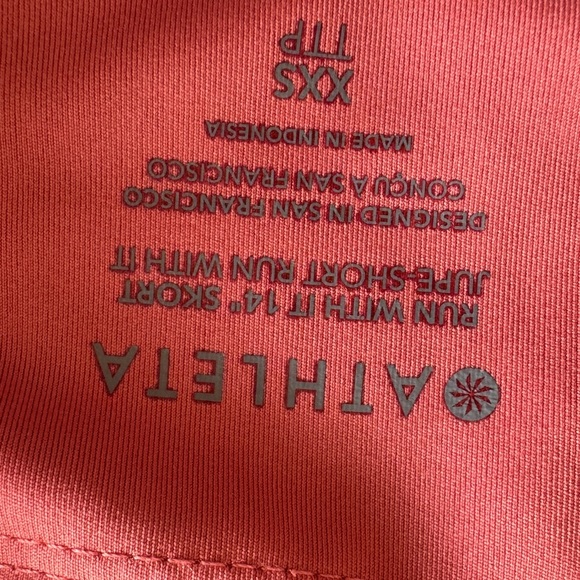 ATHLETA
RUN WITH IT 14" SKORT
JUPE-SHORT RUN WITH IT
DESIGNED IN SAN FRANCISCO
CONÇU A SAN FRANCISCO
MADE IN INDONESIA
XXS
TTP